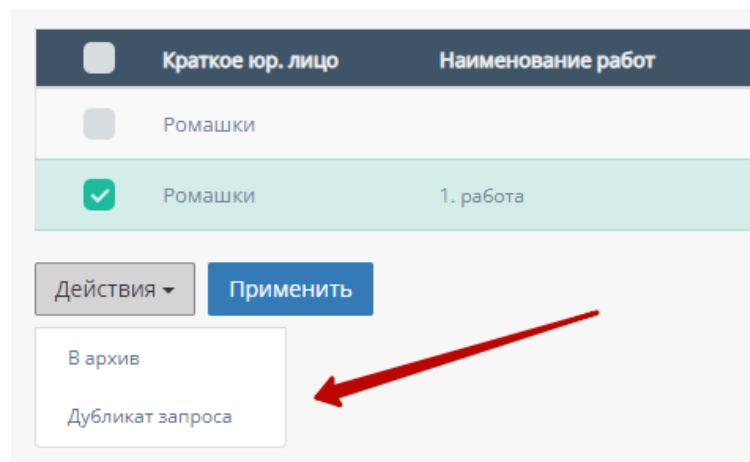 Краткое юр. лицо Наименование работ
Ромашки
Ромашки 1. работа
Действия Применить
В архив
Дубликат запроса